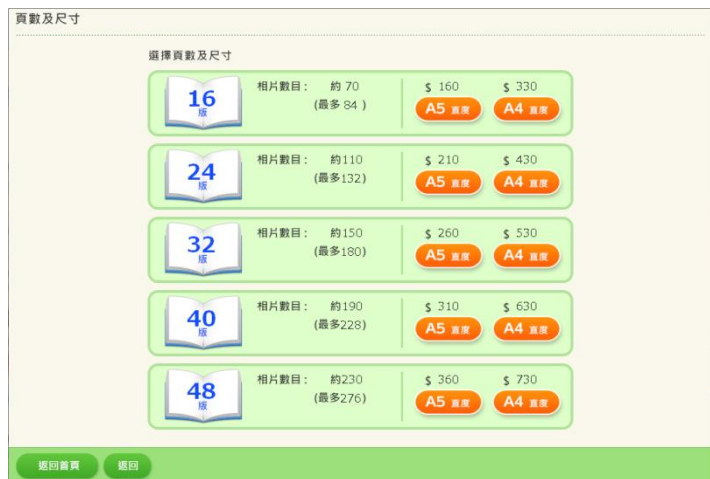 頁數及尺寸
選擇頁數及尺寸
16
版
相片數目: 約 70
(最多 84 )
$ 160 $ 330
A5 直度 A4 直度
24
版
相片數目: 約110
(最多132)
$ 210 $ 430
A5 直度 A4 直度
32
版
相片數目: 約150
(最多180)
$ 260 $ 530
A5 直度 A4 直度
40
版
相片數目: 約190
(最多228)
$ 310 $ 630
A5 直度 A4 直度
48
版
相片數目: 約230
(最多276)
$ 360 $ 730
A5 直度 A4 直度
返回首頁 返回